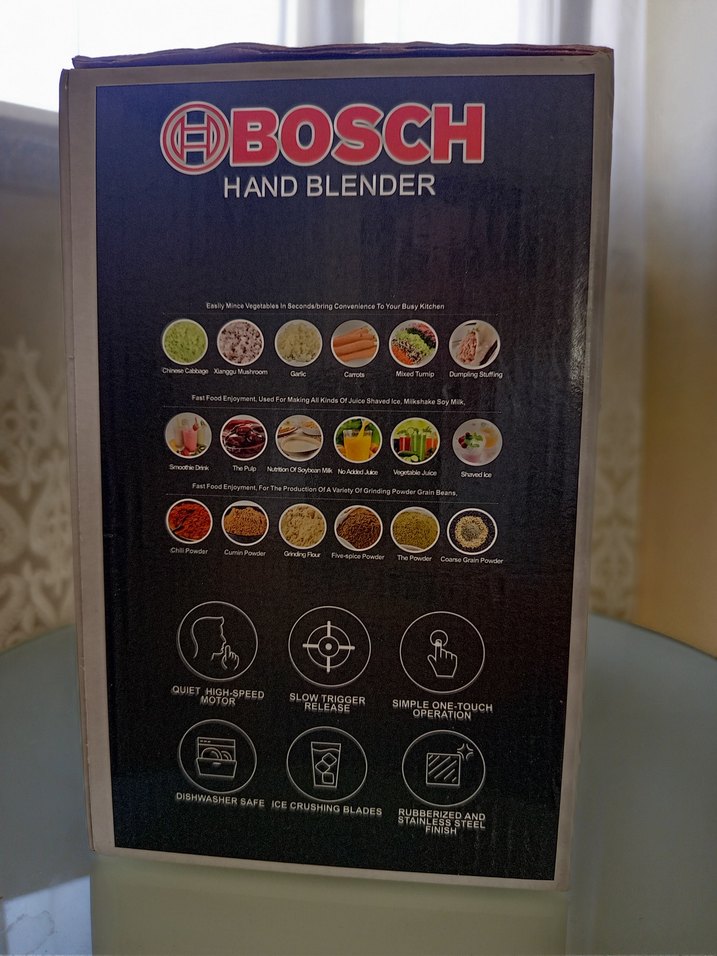 BOSCH
HAND BLENDER
Easily Mince Vegetables In Seconds/bring Convenience To Your Busy Kitchen
Chinese Cabbage Xianggu Mushroom Garlic Carrots Mixed Turnip Dumpling Stuffing
Fast Food Enjoyment, Used For Making All Kinds Of Juice Shaved Ice, Milkshake Soy Milk,
Smoothie Drink The Pulp Nutrition Of Soybean Milk No Added Juice Vegetable Juice Shaved Ice
Fast Food Enjoyment, For The Production Of A Variety Of Grinding Powder Grain Beans,
Chili Powder Cumin Powder Grinding Flour Five-spice Powder The Powder Coarse Grain Powder
QUIET HIGH-SPEED
MOTOR
SLOW TRIGGER
RELEASE
SIMPLE ONE-TOUCH
OPERATION
DISHWASHER SAFE
ICE CRUSHING BLADES
RUBBERIZED AND
STAINLESS STEEL
FINISH